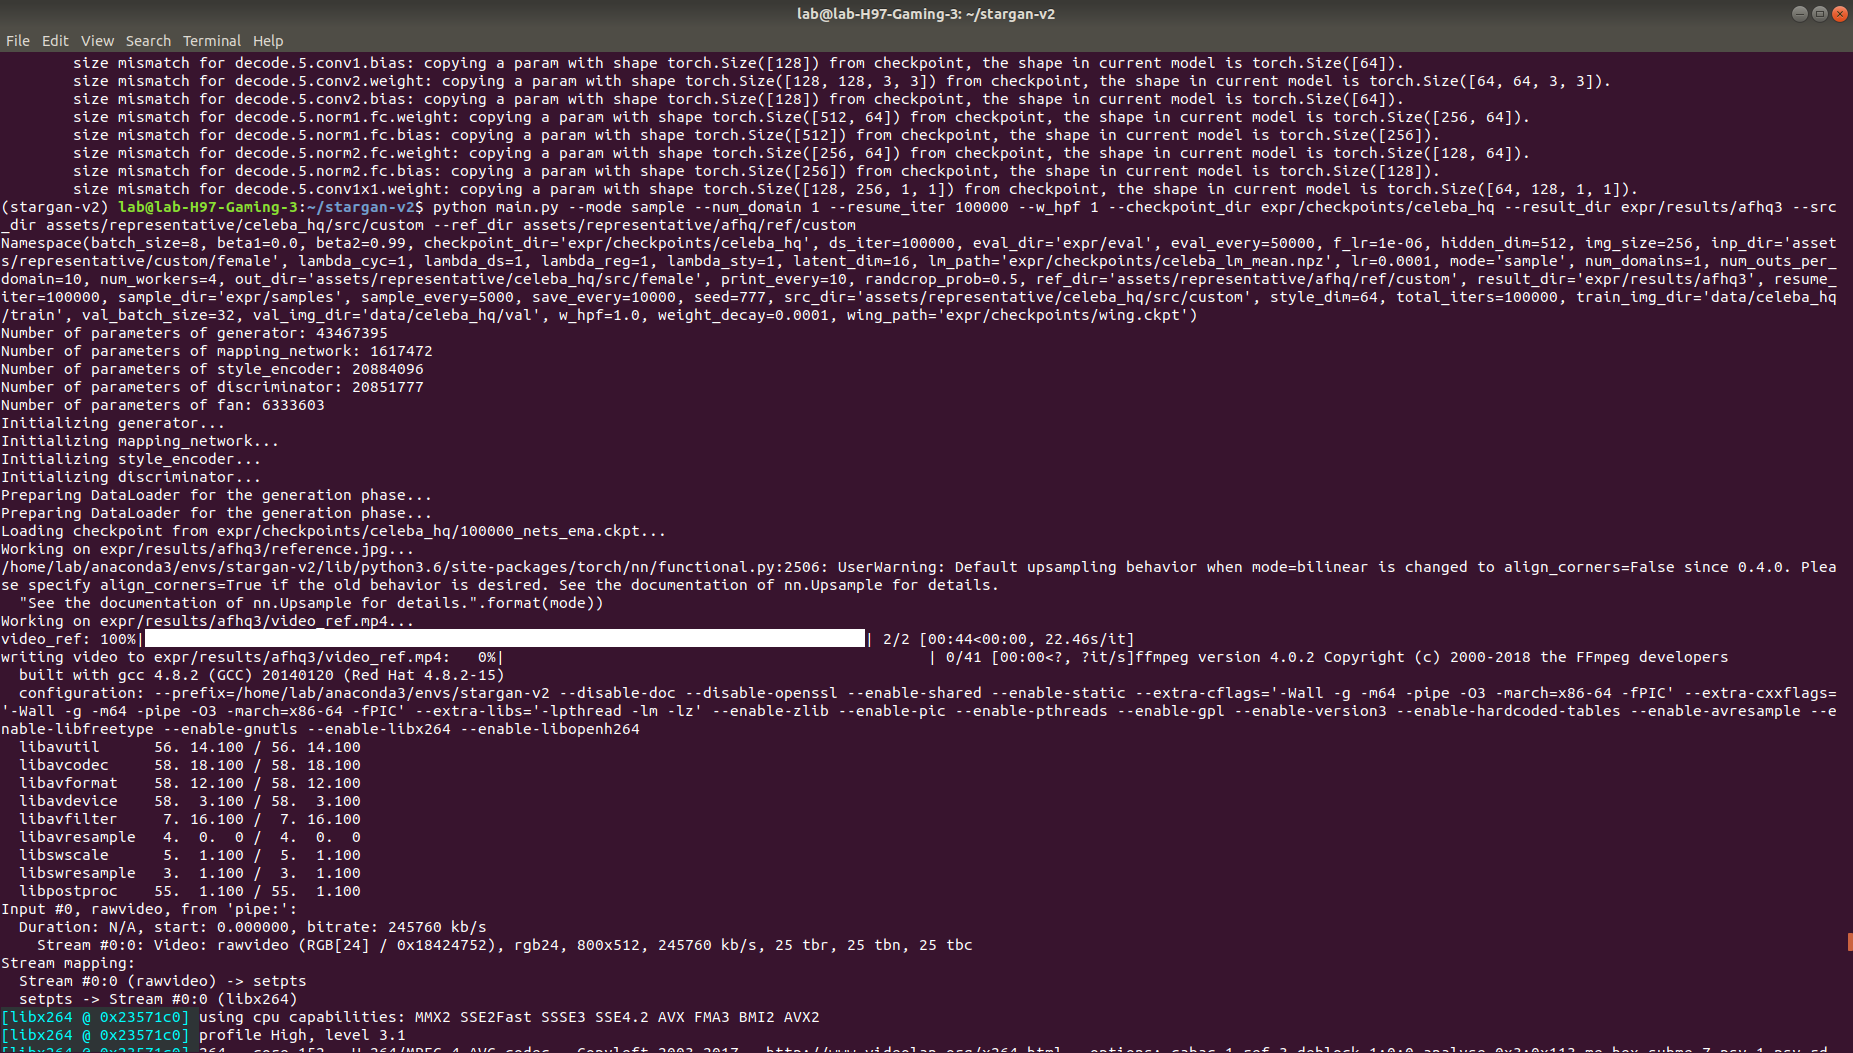 lab@lab-H97-Gaming-3: ~/stargan-v2
File Edit View Search Terminal Help
size mismatch for decode.5.conv1.bias: copying a param with shape torch.Size([128]) from checkpoint, the shape in current model is torch.Size([64]).
size mismatch for decode.5.conv2.weight: copying a param with shape torch.Size([128, 128, 3, 3]) from checkpoint, the shape in current model is torch.Size([64, 64, 3, 3]).
size mismatch for decode.5.conv2.bias: copying a param with shape torch.Size([128]) from checkpoint, the shape in current model is torch.Size([64]).
size mismatch for decode.5.norm1.fc.weight: copying a param with shape torch.Size([512, 64]) from checkpoint, the shape in current model is torch.Size([256, 64]).
size mismatch for decode.5.norm1.fc.bias: copying a param with shape torch.Size([512]) from checkpoint, the shape in current model is torch.Size([256]).
size mismatch for decode.5.norm2.fc.weight: copying a param with shape torch.Size([256, 64]) from checkpoint, the shape in current model is torch.Size([128, 64]).
size mismatch for decode.5.norm2.fc.bias: copying a param with shape torch.Size([256]) from checkpoint, the shape in current model is torch.Size([128]).
size mismatch for decode.5.conv1x1.weight: copying a param with shape torch.Size([128, 256, 1, 1]) from checkpoint, the shape in current model is torch.Size([64, 128, 1, 1]).
(stargan-v2) lab@lab-H97-Gaming-3:~/stargan-v2$ python main.py --mode sample --num_domain 1 --resume_iter 100000 --w_hpf 1 --checkpoint_dir expr/checkpoints/celeba_hq --result_dir expr/results/afhq3 --src
_dir assets/representative/celeba_hq/src/custom --ref_dir assets/representative/afhq/ref/custom
Namespace(batch_size=8, beta1=0.0, beta2=0.99, checkpoint_dir='expr/checkpoints/celeba_hq', ds_iter=100000, eval_dir='expr/eval', eval_every=50000, f_lr=1e-06, hidden_dim=512, img_size=256, inp_dir='asset
s/representative/custom/female', lambda_cyc=1, lambda_ds=1, lambda_reg=1, lambda_sty=1, latent_dim=16, lm_path='expr/checkpoints/celeba_lm_mean.npz', lr=0.0001, mode='sample', num_domains=1, num_outs_per_
domain=10, num_workers=4, out_dir='assets/representative/celeba_hq/src/female', print_every=10, randcrop_prob=0.5, ref_dir='assets/representative/afhq/ref/custom', result_dir='expr/results/afhq3', resume_
iter=100000, sample_dir='expr/samples', sample_every=5000, save_every=10000, seed=777, src_dir='assets/representative/celeba_hq/src/custom', style_dim=64, total_iters=100000, train_img_dir='data/celeba_hq
/train', val_batch_size=32, val_img_dir='data/celeba_hq/val', w_hpf=1.0, weight_decay=0.0001, wing_path='expr/checkpoints/wing.ckpt')
Number of parameters of generator: 43467395
Number of parameters of mapping_network: 1617472
Number of parameters of style_encoder: 20884096
Number of parameters of discriminator: 20851777
Number of parameters of fan: 6333603
Initializing generator...
Initializing mapping_network...
Initializing style_encoder...
Initializing discriminator...
Preparing DataLoader for the generation phase...
Preparing DataLoader for the generation phase...
Loading checkpoint from expr/checkpoints/celeba_hq/100000_nets_ema.ckpt...
Working on expr/results/afhq3/reference.jpg...
/home/lab/anaconda3/envs/stargan-v2/lib/python3.6/site-packages/torch/nn/functional.py:2506: UserWarning: Default upsampling behavior when mode=bilinear is changed to align_corners=False since 0.4.0. Plea
se specify align_corners=True if the old behavior is desired. See the documentation of nn.Upsample for details.
"See the documentation of nn.Upsample for details.".format(mode))
Working on expr/results/afhq3/video_ref.mp4...
video_ref: 100%| | 2/2 [00:44<00:00, 22.46s/it]
writing video to expr/results/afhq3/video_ref.mp4:   0%| | 0/41 [00:00<?, ?it/s]ffmpeg version 4.0.2 Copyright (c) 2000-2018 the FFmpeg developers
built with gcc 4.8.2 (GCC) 20140120 (Red Hat 4.8.2-15)
configuration: --prefix=/home/lab/anaconda3/envs/stargan-v2 --disable-doc --disable-openssl --enable-shared --enable-static --extra-cflags='-Wall -g -m64 -pipe -O3 -march=x86-64 -fPIC' --extra-cxxflags=
'-Wall -g -m64 -pipe -O3 -march=x86-64 -fPIC' --extra-libs='-lpthread -lm -lz' --enable-zlib --enable-pic --enable-pthreads --enable-gpl --enable-version3 --enable-hardcoded-tables --enable-avresample --e
nable-libfreetype --enable-gnutls --enable-libx264 --enable-libopenh264
libavutil      56. 14.100 / 56. 14.100
libavcodec     58. 18.100 / 58. 18.100
libavformat    58. 12.100 / 58. 12.100
libavdevice    58.  3.100 / 58.  3.100
libavfilter     7. 16.100 /  7. 16.100
libavresample   4.  0.  0 /  4.  0.  0
libswscale      5.  1.100 /  5.  1.100
libswresample   3.  1.100 /  3.  1.100
libpostproc    55.  1.100 / 55.  1.100
Input #0, rawvideo, from 'pipe:':
Duration: N/A, start: 0.000000, bitrate: 245760 kb/s
Stream #0:0: Video: rawvideo (RGB[24] / 0x18424752), rgb24, 800x512, 245760 kb/s, 25 tbr, 25 tbn, 25 tbc
Stream mapping:
Stream #0:0 (rawvideo) -> setpts
setpts -> Stream #0:0 (libx264)
[libx264 @ 0x23571c0] using cpu capabilities: MMX2 SSE2Fast SSSE3 SSE4.2 AVX FMA3 BMI2 AVX2
[libx264 @ 0x23571c0] profile High, level 3.1